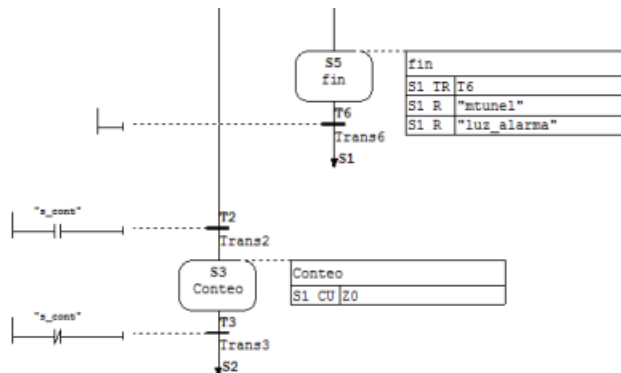 S5
fin
fin
S1 TR T6
S1 R "mtunel"
S1 R "luz_alarma"
T6
Trans6
S1
"s_cont"
T2
Trans2
S3
Conteo
Conteo
S1 CU Z0
"s_cont"
T3
Trans3
S2